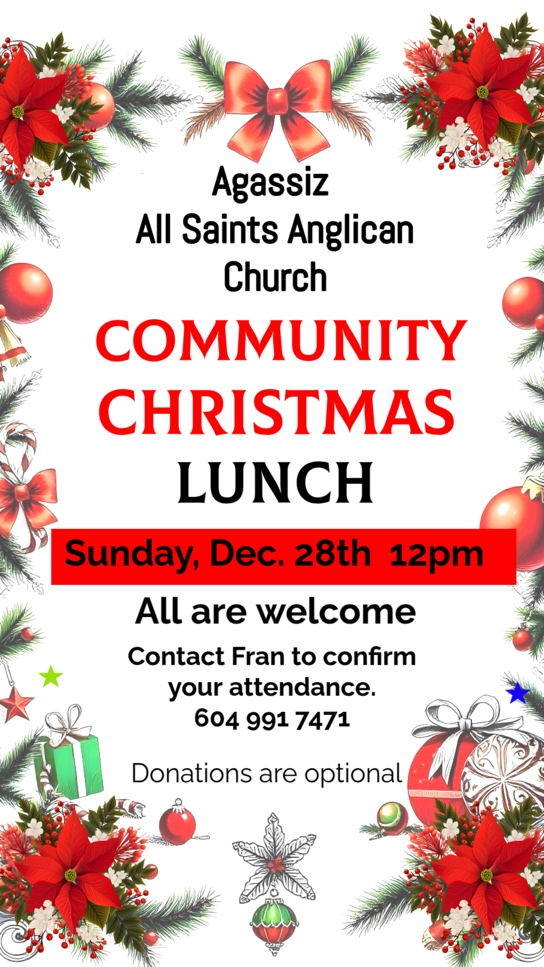 Agassiz
All Saints Anglican
Church
COMMUNITY
CHRISTMAS
LUNCH
Sunday, Dec. 28th 12pm
All are welcome
Contact Fran to confirm
your attendance.
604 991 7471
Donations are optional